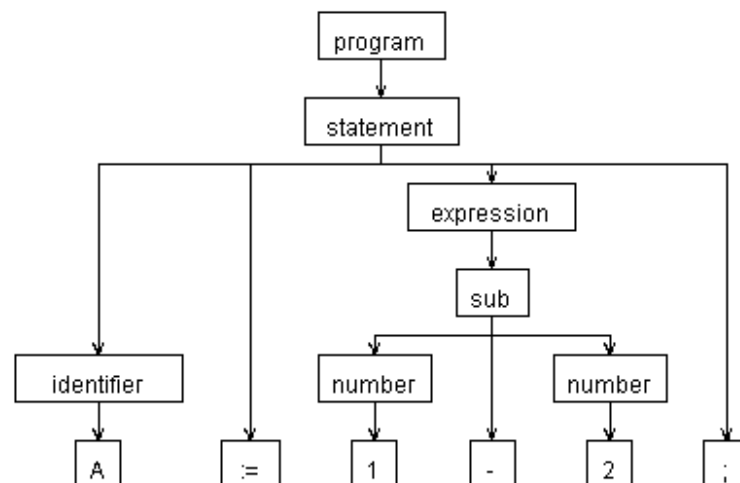 program
statement
expression
sub
identifier
number
number
A
:=
1
-
2
;